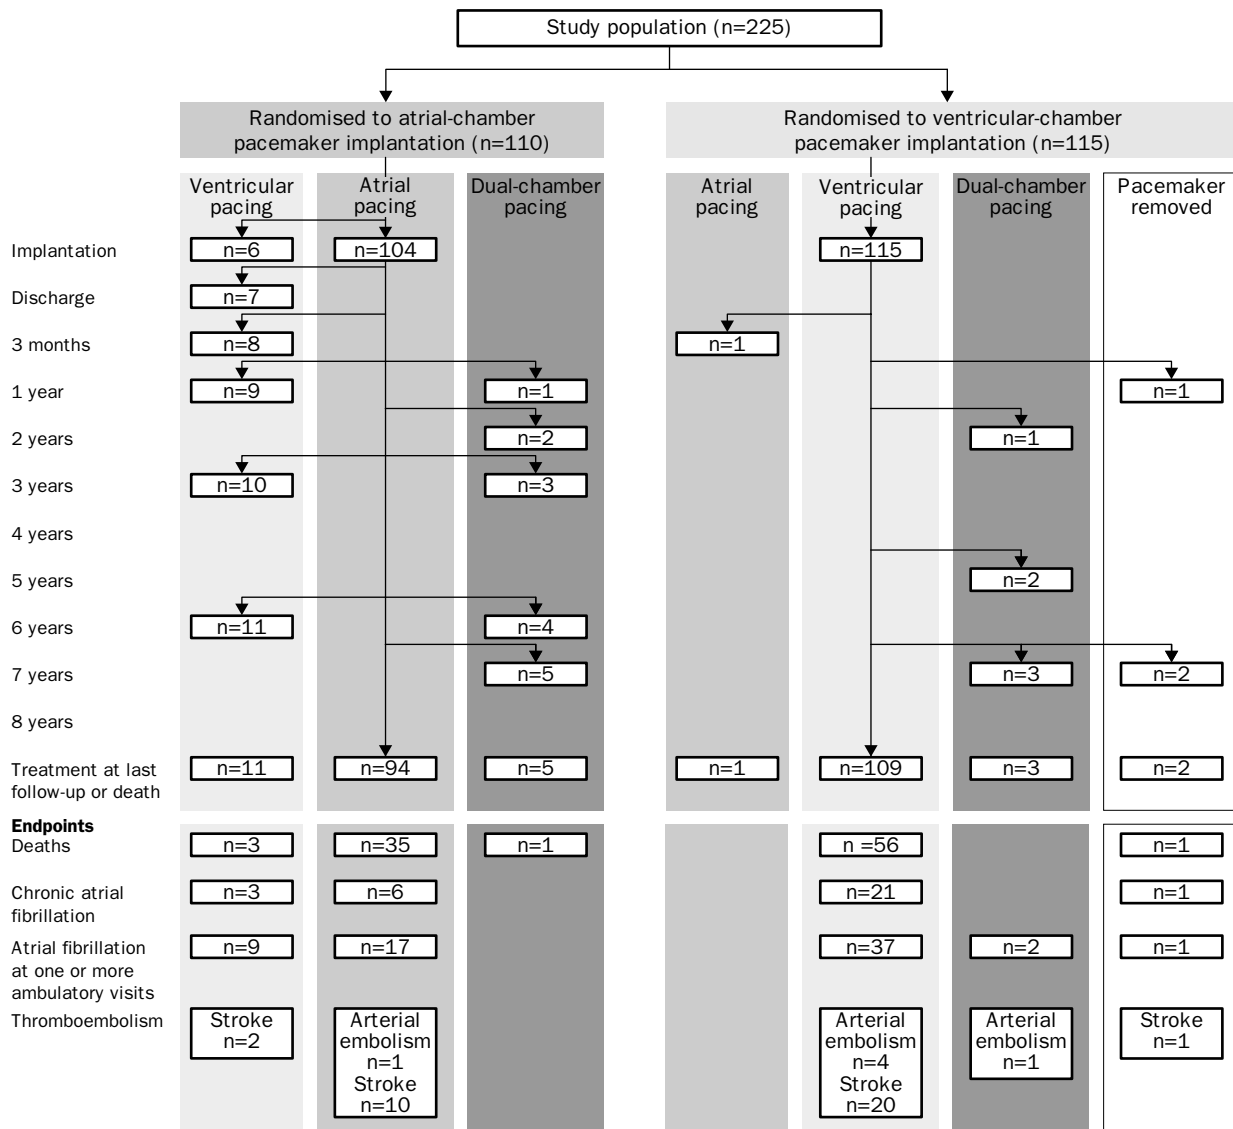 Study population (n=225)
Randomised to atrial-chamber
pacemaker implantation (n=110)
Randomised to ventricular-chamber
pacemaker implantation (n=115)
Ventricular
pacing
Atrial
pacing
Dual-chamber
pacing
Atrial
pacing
Ventricular
pacing
Dual-chamber
pacing
Pacemaker
removed
Implantation
n=6
n=104
n=115
Discharge
n=7
3 months
n=8
n=1
1 year
n=9
n=1
n=1
2 years
n=2
n=1
3 years
n=10
n=3
4 years
5 years
n=2
6 years
n=11
n=4
7 years
n=5
n=3
n=2
8 years
Treatment at last
follow-up or death
n=11
n=94
n=5
n=1
n=109
n=3
n=2
Endpoints
Deaths
n=3
n=35
n=1
n =56
n=1
Chronic atrial
fibrillation
n=3
n=6
n=21
n=1
Atrial fibrillation
at one or more
ambulatory visits
n=9
n=17
n=37
n=2
n=1
Thromboembolism
Stroke
n=2
Arterial
embolism
n=1
Stroke
n=10
Arterial
embolism
n=4
Stroke
n=20
Arterial
embolism
n=1
Stroke
n=1